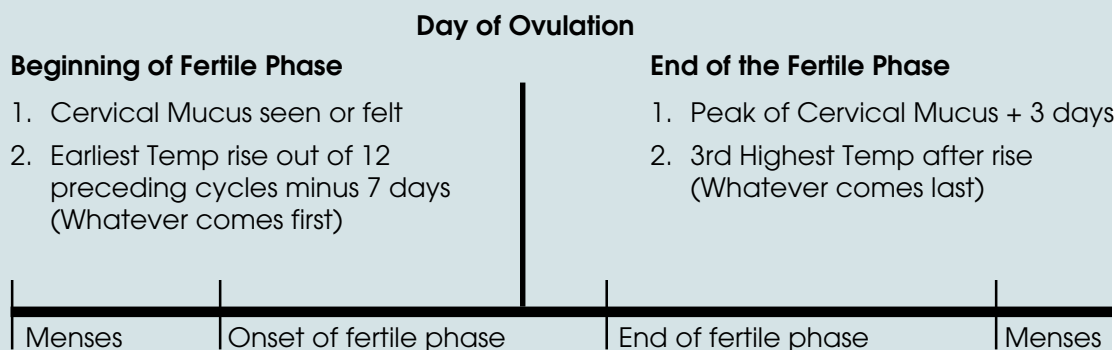 Day of Ovulation
Beginning of Fertile Phase
1. Cervical Mucus seen or felt
2. Earliest Temp rise out of 12
preceding cycles minus 7 days
(Whatever comes first)
End of the Fertile Phase
1. Peak of Cervical Mucus + 3 days
2. 3rd Highest Temp after rise
(Whatever comes last)
Menses
Onset of fertile phase
End of fertile phase
Menses